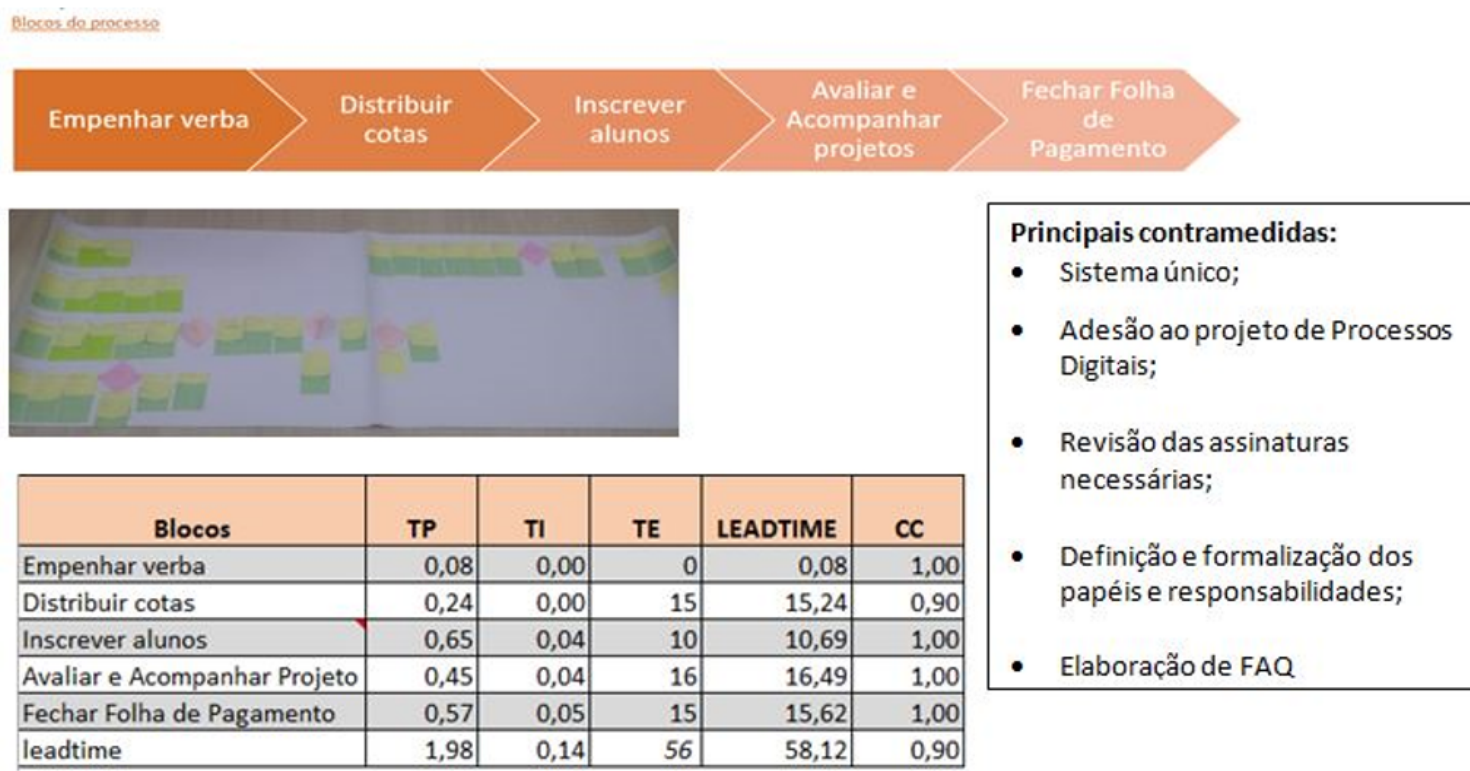 Blocos do processo
Empenhar verba
Distribuir
cotas
Inscrever
alunos
Avaliar e
Acompanhar
projetos
Fechar Folha
de
Pagamento
Principais contramedidas:
• Sistema único;
• Adesão ao projeto de Processos
Digitais;
• Revisão das assinaturas
necessárias;
• Definição e formalização dos
papéis e responsabilidades;
• Elaboração de FAQ
Blocos TP TI TE LEADTIME CC
Empenhar verba 0,08 0,00 0 0,08 1,00
Distribuir cotas 0,24 0,00 15 15,24 0,90
Inscrever alunos 0,65 0,04 10 10,69 1,00
Avaliar e Acompanhar Projeto 0,45 0,04 16 16,49 1,00
Fechar Folha de Pagamento 0,57 0,05 15 15,62 1,00
leadtime 1,98 0,14 56 58,12 0,90